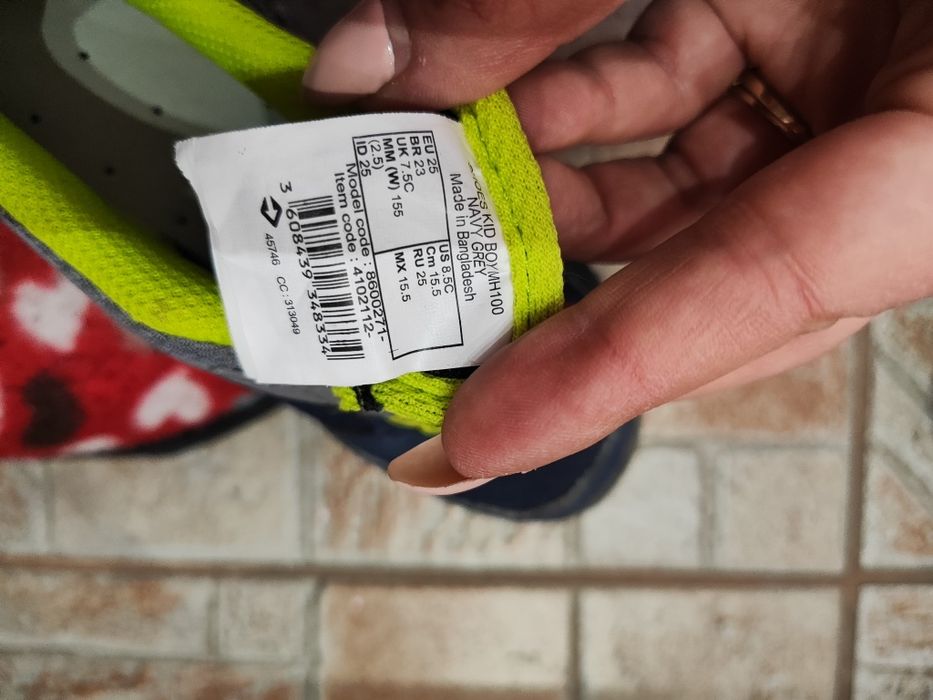 KID BOYMH100
NAVY GREY
Made in Bangladesh
EU 25
BR 23
UK 7.5C
MM (W) 155
(2.5)
ID 25
US 8.5C
Cm 15.5
RU 25
MX 15.5
Model code : 8600271-
Item code : 4102112-
3 608439 348334
45746 CC: 313049